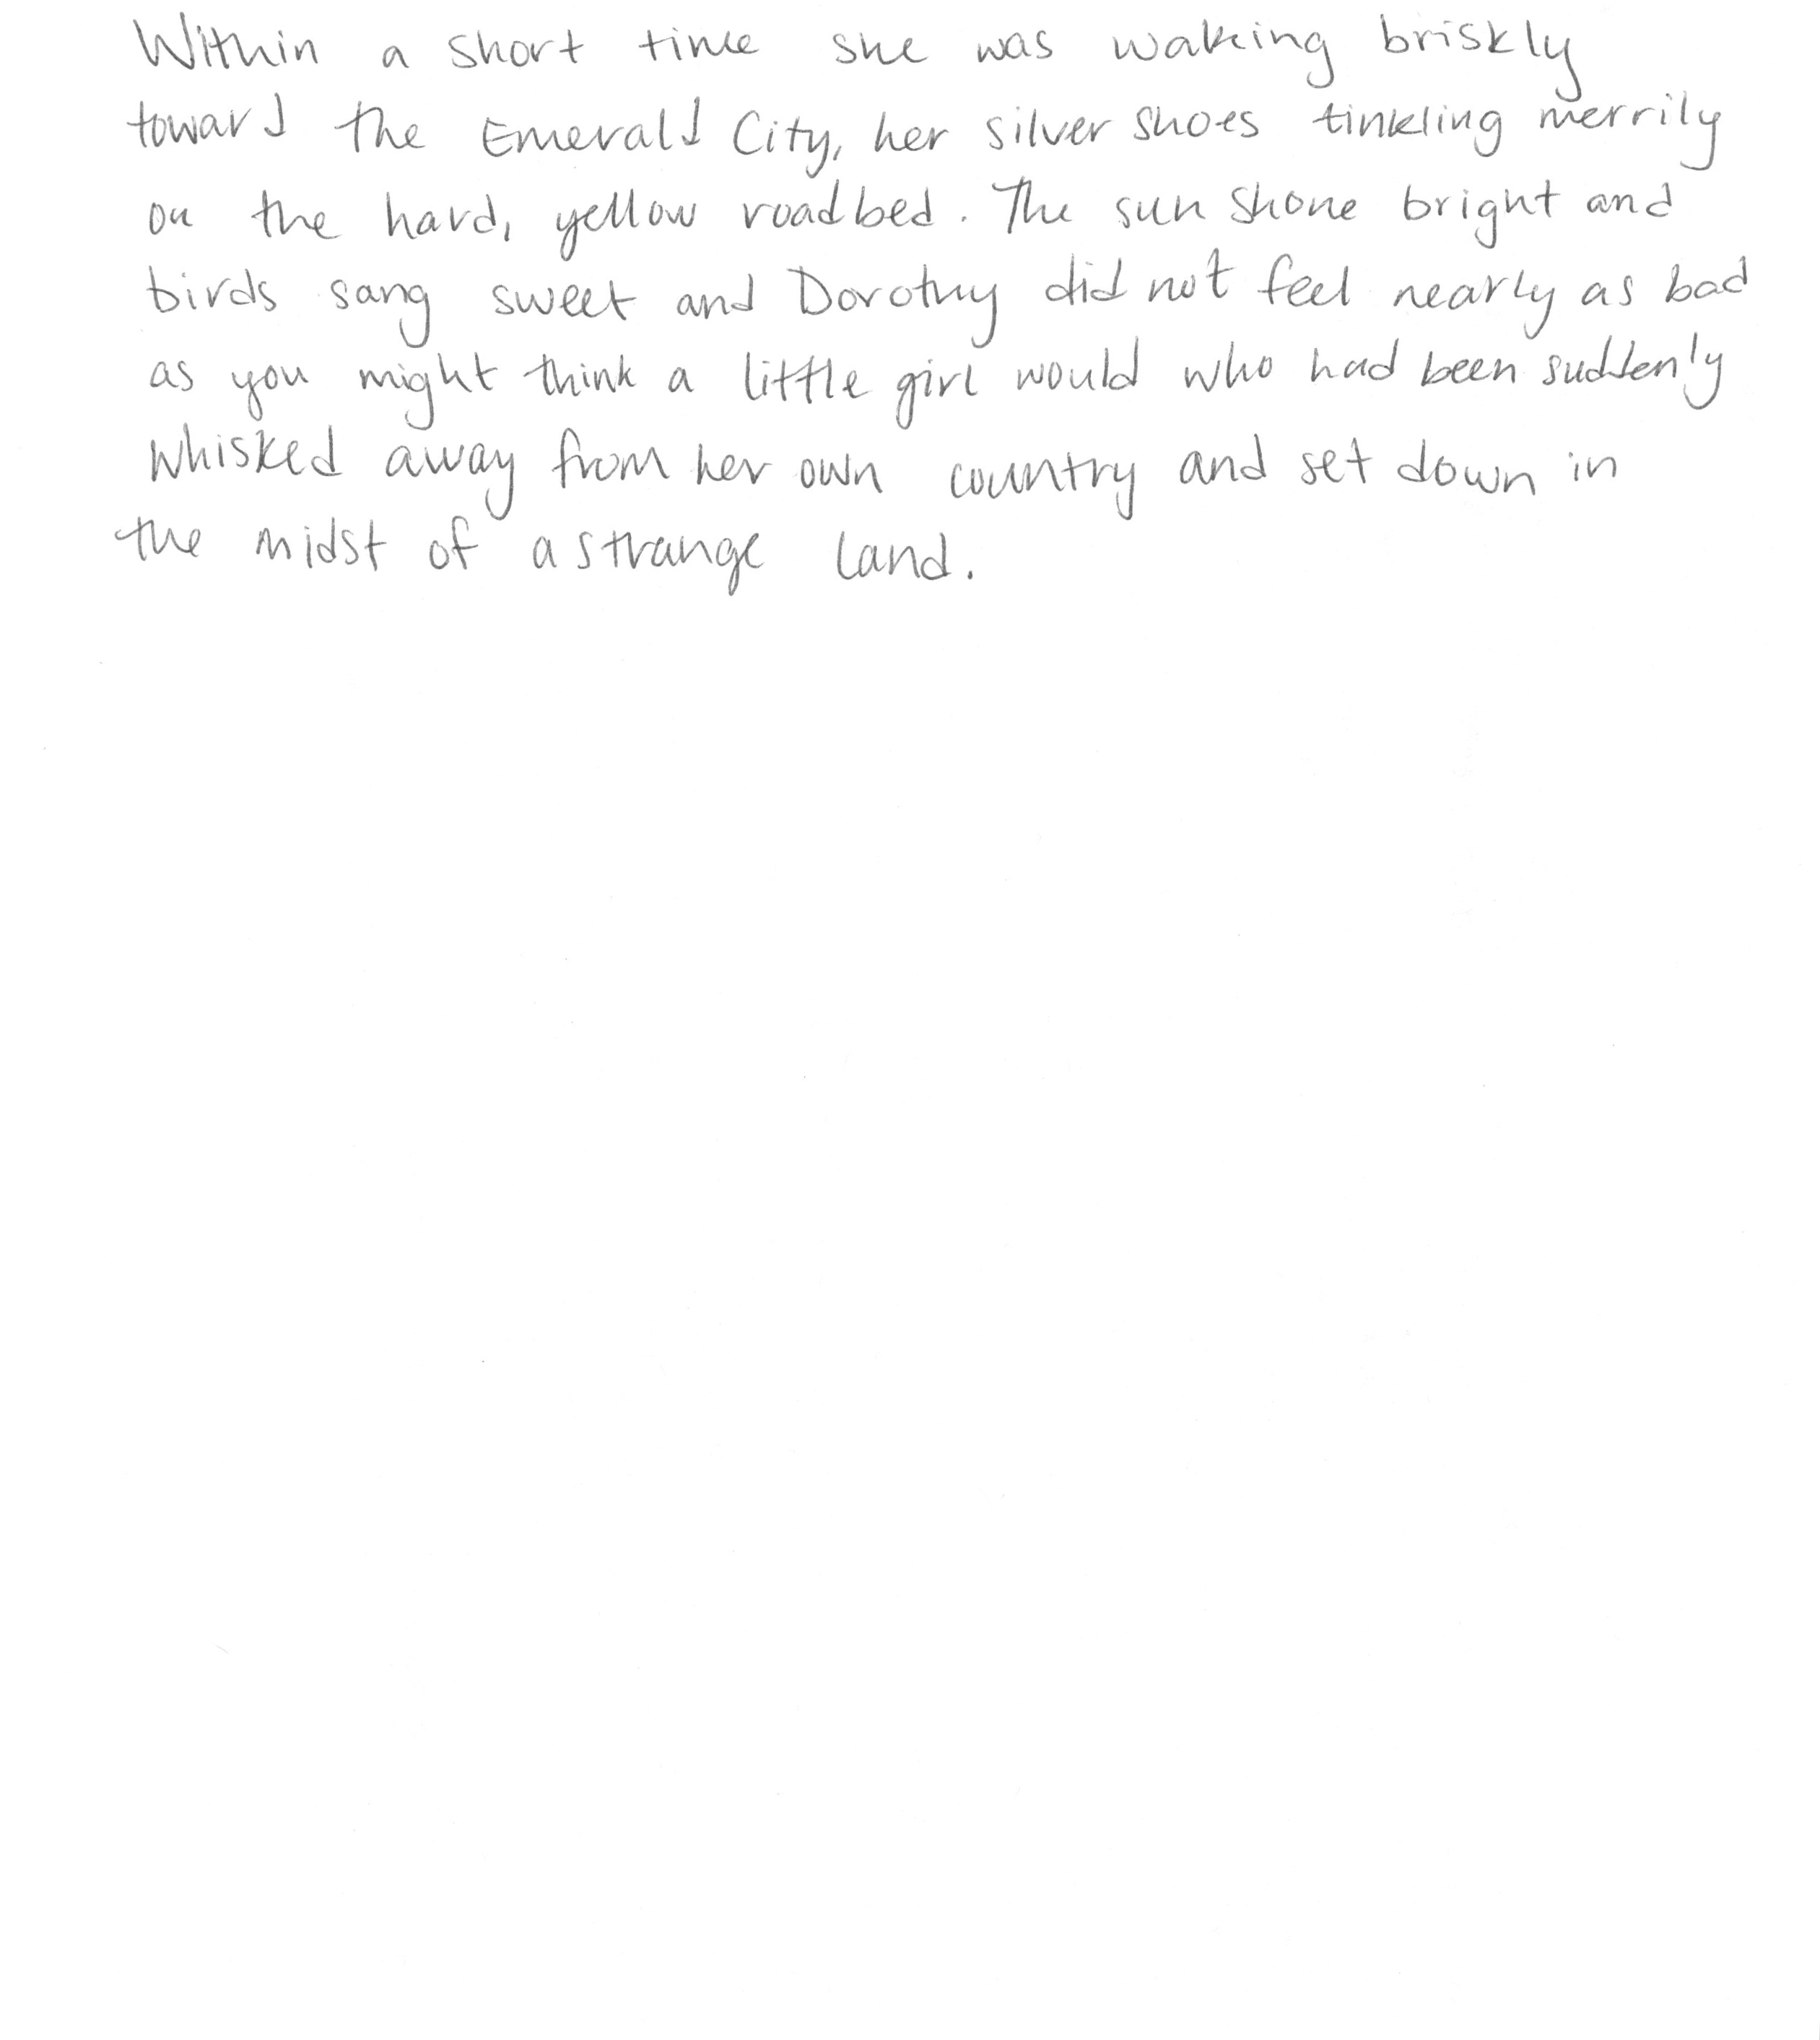 Within a short time she was walking briskly
toward the Emerald City, her silver shoes tinkling merrily
on the hard, yellow roadbed. The sun shone bright and
birds sang sweet and Dorothy did not feel nearly as bad
as you might think a little girl would who had been suddenly
whisked away from her own country and set down in
the midst of a strange land.